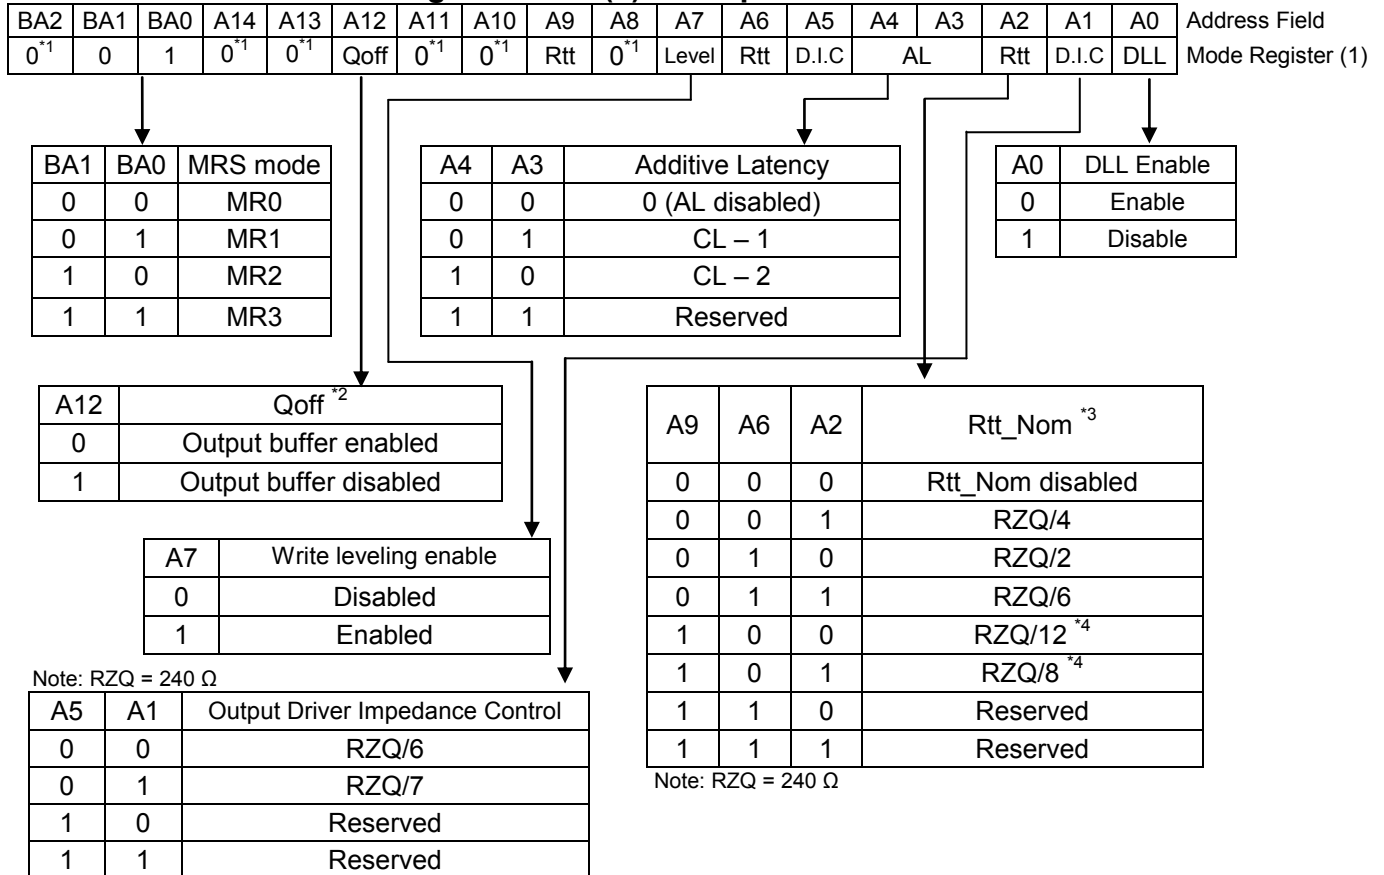 BA2 BA1 BA0 A14 A13 A12 A11 A10 A9 A8 A7 A6 A5 A4 A3 A2 A1 A0 Address Field
0*1 0 1 0*1 0*1 Qoff 0*1 0*1 Rtt 0*1 Level Rtt D.I.C AL Rtt D.I.C DLL Mode Register (1)
BA1 BA0 MRS mode
0 0 MR0
0 1 MR1
1 0 MR2
1 1 MR3
A4 A3 Additive Latency
0 0 0 (AL disabled)
0 1 CL – 1
1 0 CL – 2
1 1 Reserved
A0 DLL Enable
0 Enable
1 Disable
A12 Qoff *2
0 Output buffer enabled
1 Output buffer disabled
A7 Write leveling enable
0 Disabled
1 Enabled
Note: RZQ = 240 Ω
A5 A1 Output Driver Impedance Control
0 0 RZQ/6
0 1 RZQ/7
1 0 Reserved
1 1 Reserved
A9 A6 A2 Rtt_Nom *3
0 0 0 Rtt_Nom disabled
0 0 1 RZQ/4
0 1 0 RZQ/2
0 1 1 RZQ/6
1 0 0 RZQ/12 *4
1 0 1 RZQ/8 *4
1 1 0 Reserved
1 1 1 Reserved
Note: RZQ = 240 Ω